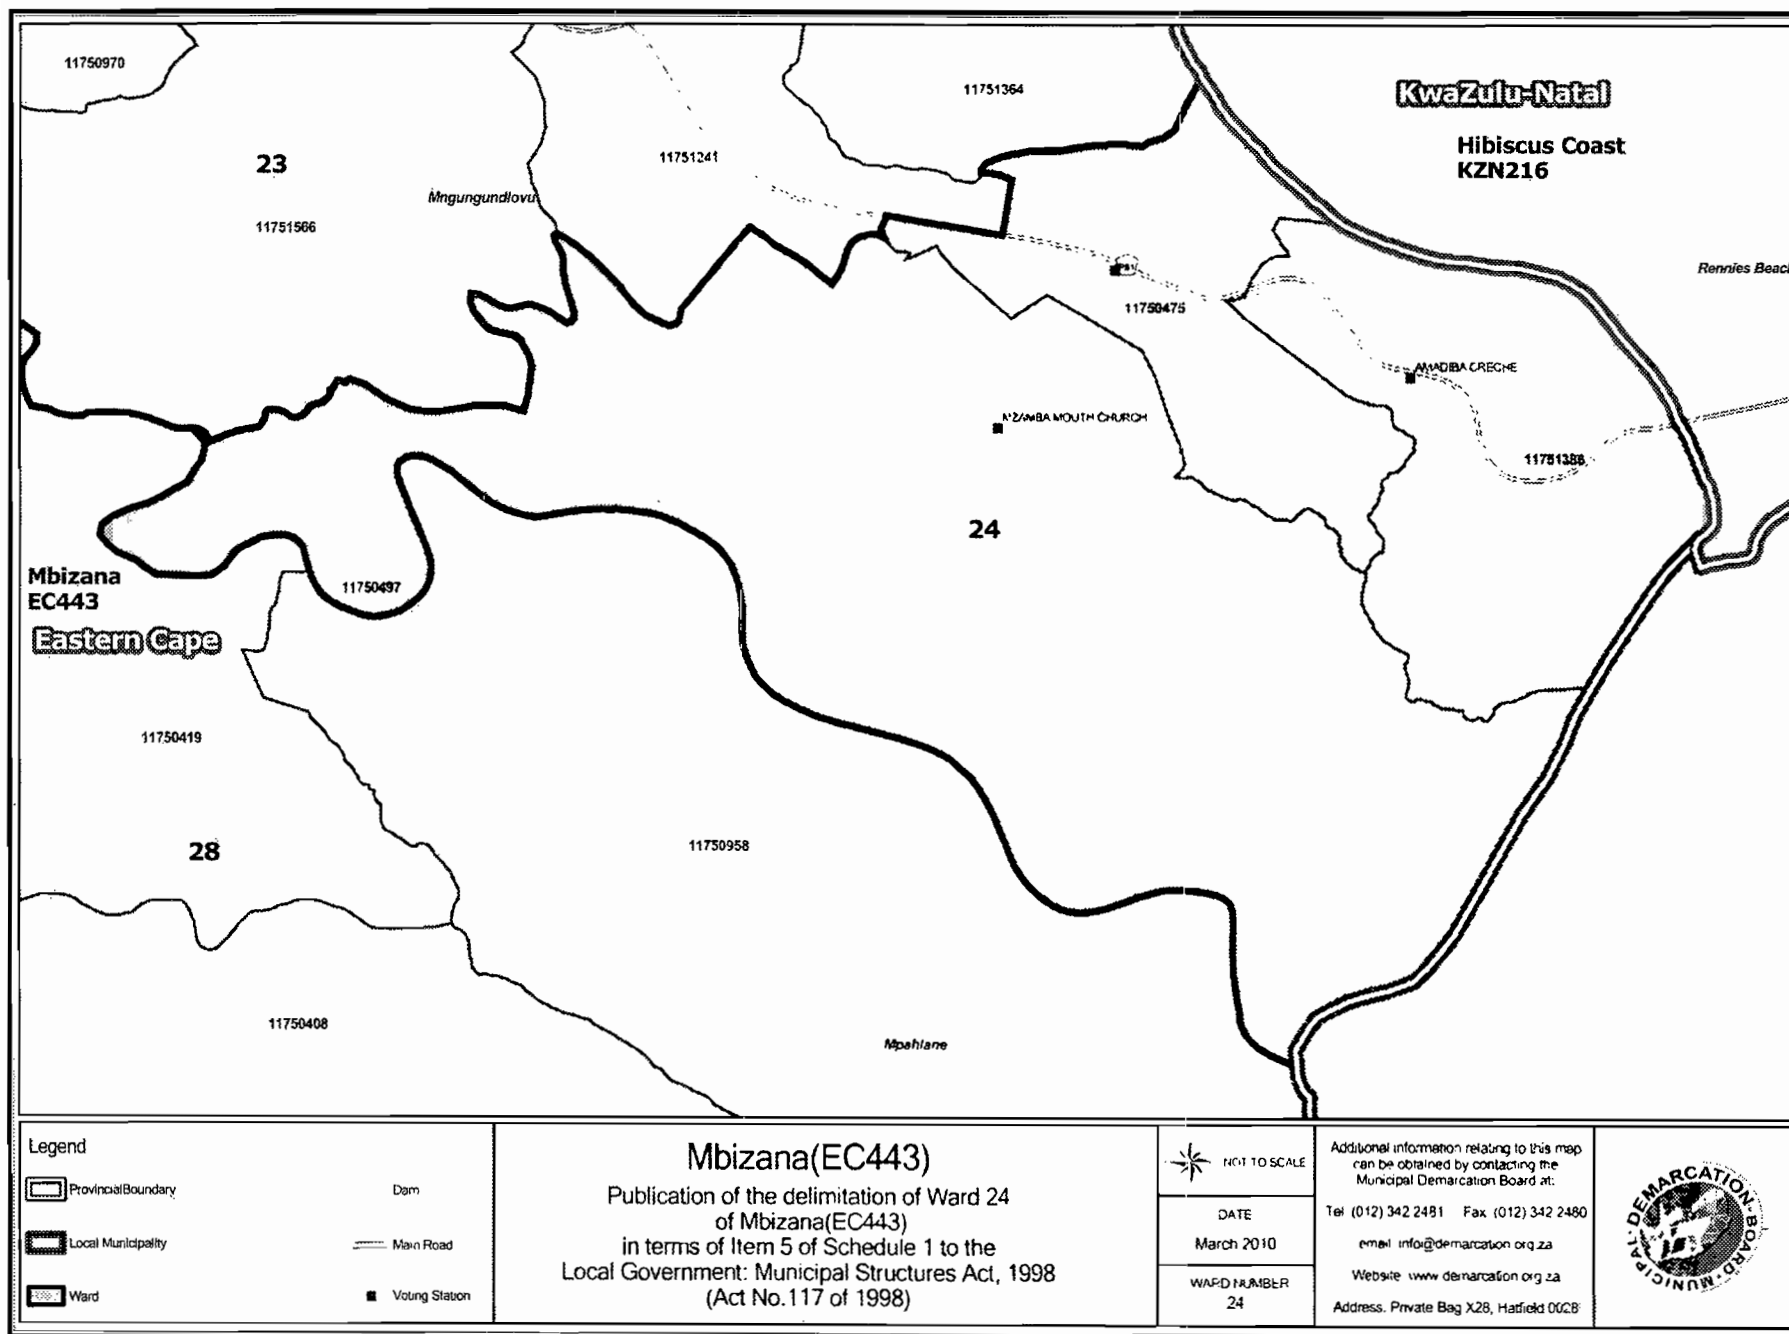 11750970
11751364
KwaZulu-Natal
Hibiscus Coast
KZN216
23
11751241
Mngungundlovu
11751566
Rennies Beach
11750475
AMADIBA CRECHE
MZAMBA MOUTH CHURCH
11751388
24
Mbizana
EC443
11750497
Eastern Cape
11750419
28
11750958
11750408
Mpahlane
Legend
Provincial Boundary
Dam
Local Municipality
Main Road
Ward
Voting Station
Mbizana(EC443)
Publication of the delimitation of Ward 24
of Mbizana(EC443)
in terms of Item 5 of Schedule 1 to the
Local Government: Municipal Structures Act, 1998
(Act No.117 of 1998)
NOT TO SCALE
DATE
March 2010
WARD NUMBER
24
Additional information relating to this map
can be obtained by contacting the
Municipal Demarcation Board at:
Tel (012) 342 2481 Fax (012) 342 2480
email info@demarcation.org.za
Website www.demarcation.org.za
Address. Private Bag X28, Hatfield 0028
MUNICIPAL DEMARCATION BOARD